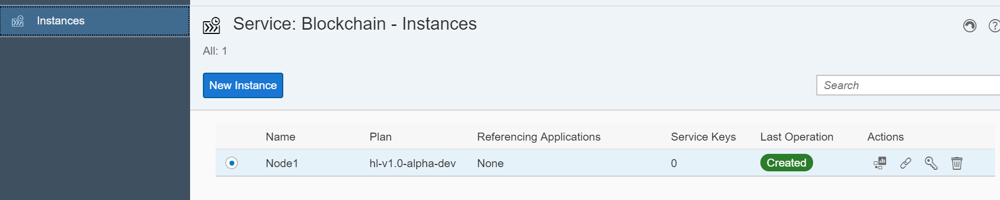 Instances
Service: Blockchain - Instances
All: 1
New Instance
Search
Name Plan Referencing Applications Service Keys Last Operation Actions
Node1 hl-v1.0-alpha-dev None 0 Created